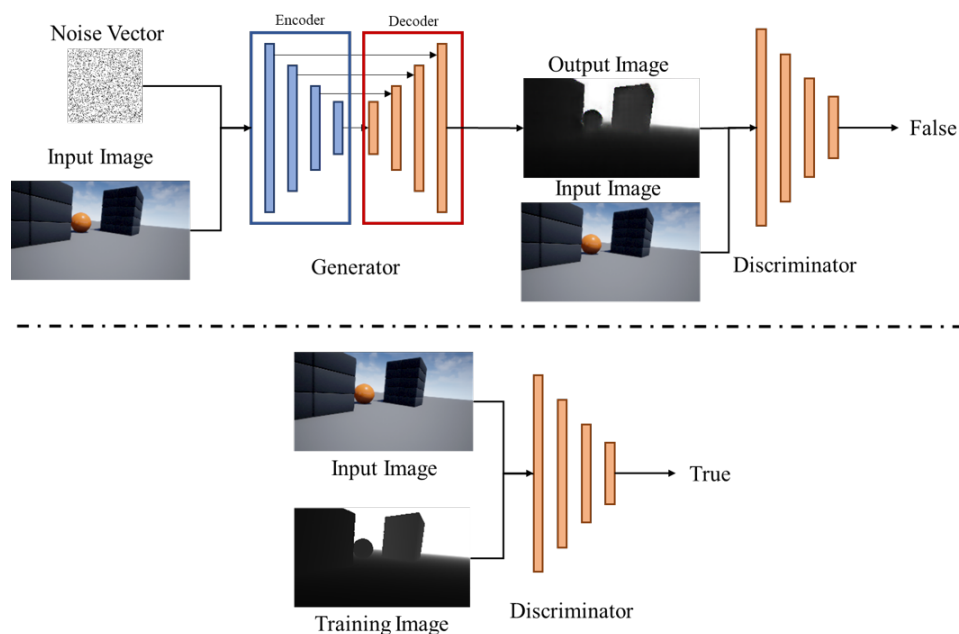 Encoder
Decoder
Noise Vector
Output Image
False
Input Image
Input Image
Generator
Discriminator
Input Image
True
Training Image
Discriminator